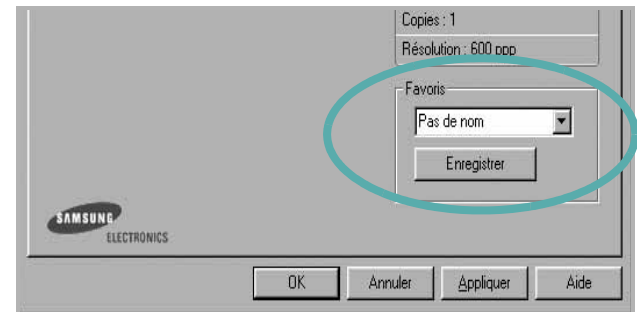 Copies : 1
Résolution : 600 ppp
Favoris
Pas de nom
Enregistrer
SAMSUNG
ELECTRONICS
OK Annuler Appliquer Aide